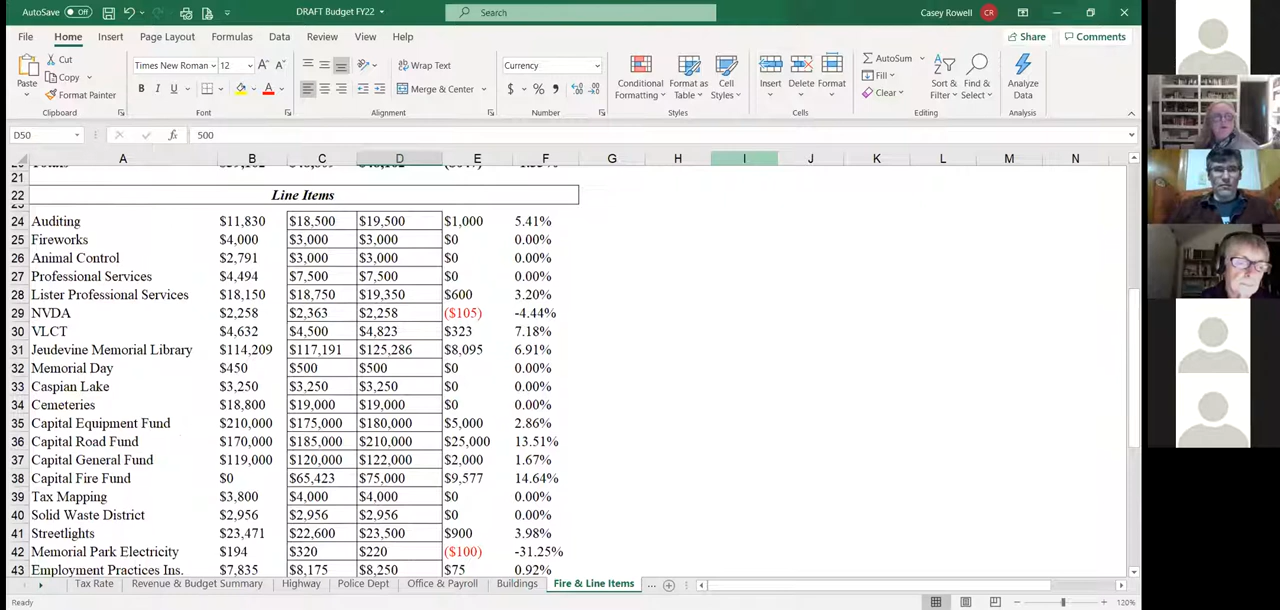 AutoSave Off DRAFT Budget FY22 Search Casey Rowell CR
File Home Insert Page Layout Formulas Data Review View Help Share Comments
Paste Cut Copy Format Painter Clipboard
Times New Roman 12 B I U A A A Font
Wrap Text Merge & Center Alignment
Currency $ % Number
Conditional Formatting Format as Table Cell Styles Styles
Insert Delete Format Cells
AutoSum Fill Clear Sort & Filter Find & Select Editing
Analyze Data Analysis
D50 fx 500
A B C D E F G H I J K L M N
21
22 Line Items
24 Auditing $11,830 $18,500 $19,500 $1,000 5.41%
25 Fireworks $4,000 $3,000 $3,000 $0 0.00%
26 Animal Control $2,791 $3,000 $3,000 $0 0.00%
27 Professional Services $4,494 $7,500 $7,500 $0 0.00%
28 Lister Professional Services $18,150 $18,750 $19,350 $600 3.20%
29 NVDA $2,258 $2,363 $2,258 ($105) -4.44%
30 VLCT $4,632 $4,500 $4,823 $323 7.18%
31 Jeudevine Memorial Library $114,209 $117,191 $125,286 $8,095 6.91%
32 Memorial Day $450 $500 $500 $0 0.00%
33 Caspian Lake $3,250 $3,250 $3,250 $0 0.00%
34 Cemeteries $18,800 $19,000 $19,000 $0 0.00%
35 Capital Equipment Fund $210,000 $175,000 $180,000 $5,000 2.86%
36 Capital Road Fund $170,000 $185,000 $210,000 $25,000 13.51%
37 Capital General Fund $119,000 $120,000 $122,000 $2,000 1.67%
38 Capital Fire Fund $0 $65,423 $75,000 $9,577 14.64%
39 Tax Mapping $3,800 $4,000 $4,000 $0 0.00%
40 Solid Waste District $2,956 $2,956 $2,956 $0 0.00%
41 Streetlights $23,471 $22,600 $23,500 $900 3.98%
42 Memorial Park Electricity $194 $320 $220 ($100) -31.25%
43 Employment Practices Ins. $7,835 $8,175 $8,250 $75 0.92%
Tax Rate Revenue & Budget Summary Highway Police Dept Office & Payroll Buildings Fire & Line Items ...
Ready 120%